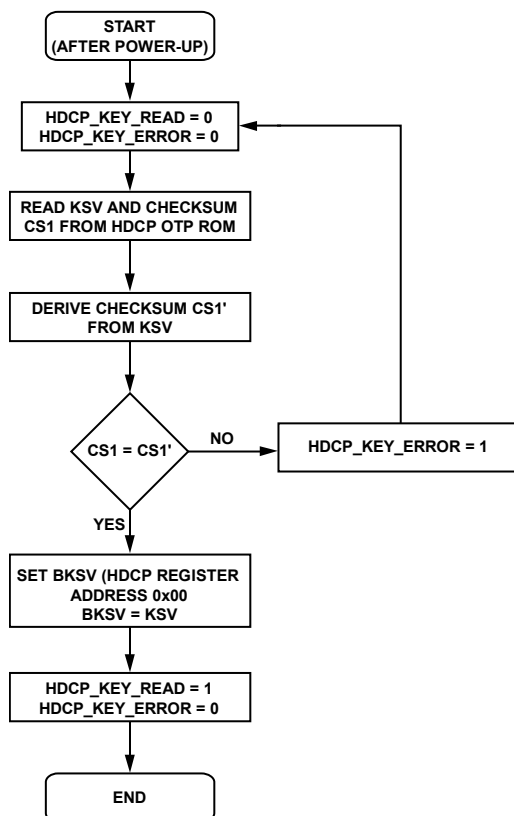 START
(AFTER POWER-UP)
HDCP_KEY_READ = 0
HDCP_KEY_ERROR = 0
READ KSV AND CHECKSUM
CS1 FROM HDCP OTP ROM
DERIVE CHECKSUM CS1'
FROM KSV
CS1 = CS1'
NO
HDCP_KEY_ERROR = 1
YES
SET BKSV (HDCP REGISTER
ADDRESS 0x00
BKSV = KSV
HDCP_KEY_READ = 1
HDCP_KEY_ERROR = 0
END